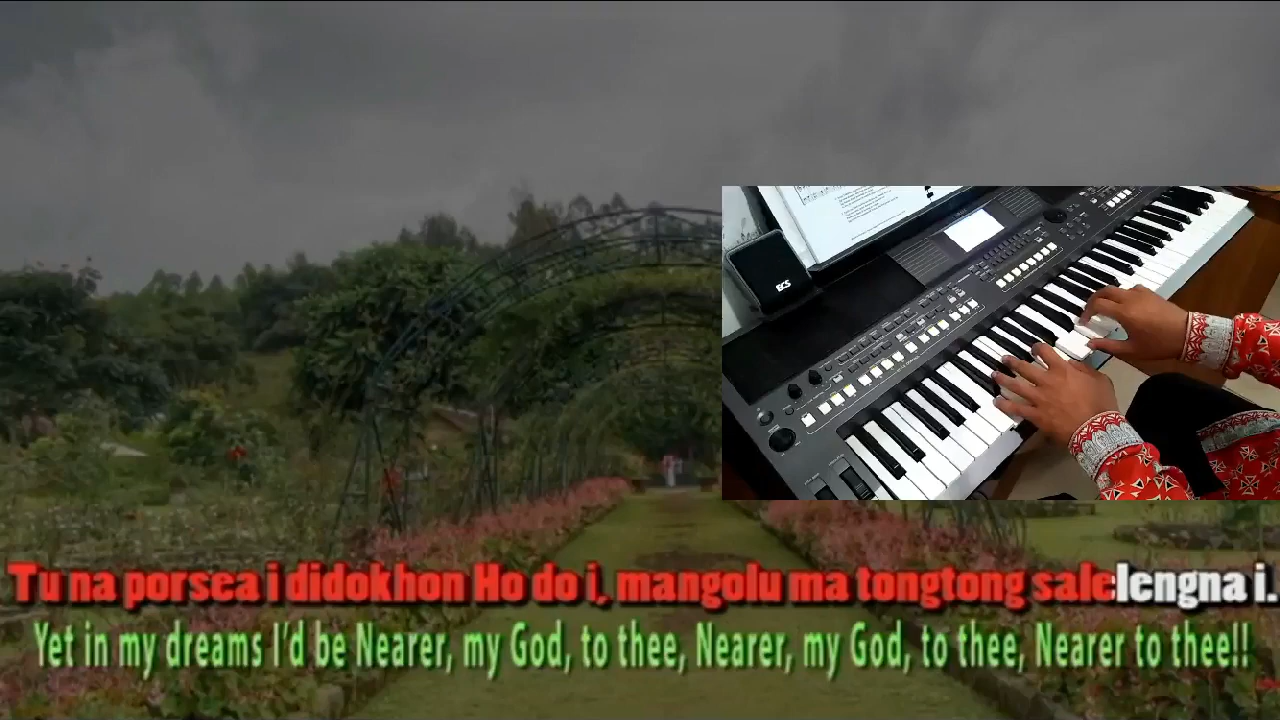 ECS
Tu na porsea i didokhon Ho do i, mangolu ma tongtong salelengna i.
Yet in my dreams I'd be Nearer, my God, to thee, Nearer, my God, to thee, Nearer to thee!!